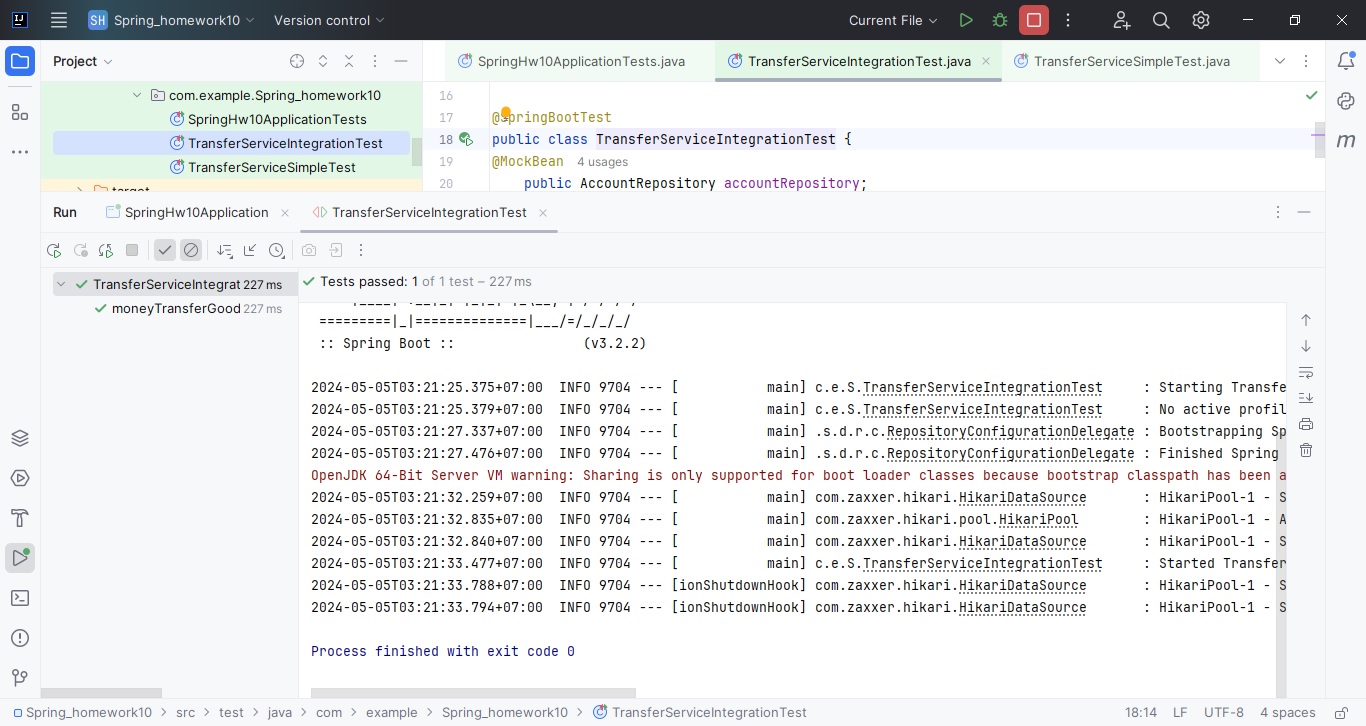 SH Spring_homework10 Version control Current File
Project
SpringHw10ApplicationTests.java TransferServiceIntegrationTest.java TransferServiceSimpleTest.java
com.example.Spring_homework10
SpringHw10ApplicationTests
TransferServiceIntegrationTest
TransferServiceSimpleTest
target
16
17 @SpringBootTest
18 public class TransferServiceIntegrationTest {
19 @MockBean 4 usages
20 public AccountRepository accountRepository;
Run SpringHw10Application TransferServiceIntegrationTest
TransferServiceIntegrat 227 ms
moneyTransferGood 227 ms
Tests passed: 1 of 1 test – 227 ms
=========|_|==============|___/=/_/_/_/
:: Spring Boot :: (v3.2.2)
2024-05-05T03:21:25.375+07:00 INFO 9704 --- [ main] c.e.S.TransferServiceIntegrationTest : Starting Transfe
2024-05-05T03:21:25.379+07:00 INFO 9704 --- [ main] c.e.S.TransferServiceIntegrationTest : No active profil
2024-05-05T03:21:27.337+07:00 INFO 9704 --- [ main] .s.d.r.c.RepositoryConfigurationDelegate : Bootstrapping Sp
2024-05-05T03:21:27.476+07:00 INFO 9704 --- [ main] .s.d.r.c.RepositoryConfigurationDelegate : Finished Spring
OpenJDK 64-Bit Server VM warning: Sharing is only supported for boot loader classes because bootstrap classpath has been a
2024-05-05T03:21:32.259+07:00 INFO 9704 --- [ main] com.zaxxer.hikari.HikariDataSource : HikariPool-1 - S
2024-05-05T03:21:32.835+07:00 INFO 9704 --- [ main] com.zaxxer.hikari.pool.HikariPool : HikariPool-1 - A
2024-05-05T03:21:32.840+07:00 INFO 9704 --- [ main] com.zaxxer.hikari.HikariDataSource : HikariPool-1 - S
2024-05-05T03:21:33.477+07:00 INFO 9704 --- [ main] c.e.S.TransferServiceIntegrationTest : Started Transfer
2024-05-05T03:21:33.788+07:00 INFO 9704 --- [ionShutdownHook] com.zaxxer.hikari.HikariDataSource : HikariPool-1 - S
2024-05-05T03:21:33.794+07:00 INFO 9704 --- [ionShutdownHook] com.zaxxer.hikari.HikariDataSource : HikariPool-1 - S
Process finished with exit code 0
Spring_homework10 > src > test > java > com > example > Spring_homework10 > TransferServiceIntegrationTest 18:14 LF UTF-8 4 spaces